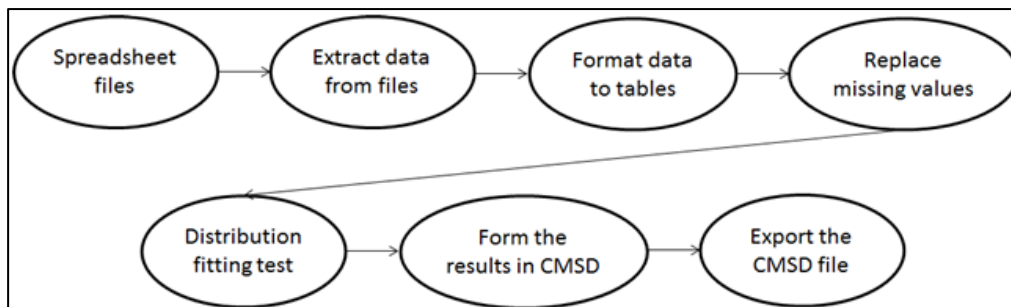 Spreadsheet
files
Extract data
from files
Format data
to tables
Replace
missing values
Distribution
fitting test
Form the
results in CMSD
Export the
CMSD file